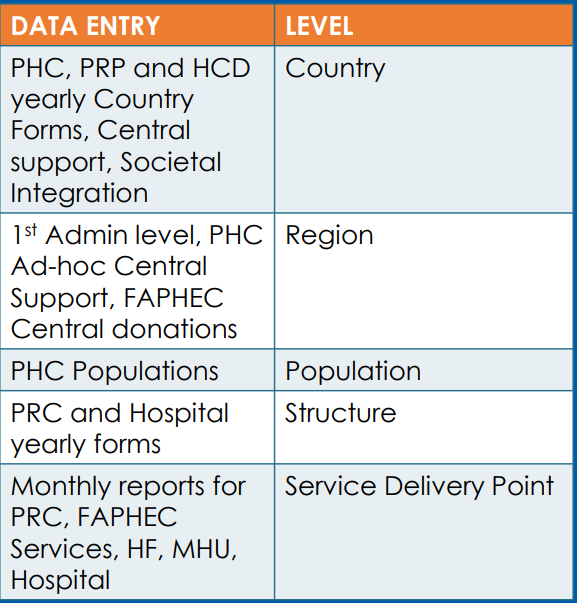 DATA ENTRY LEVEL
PHC, PRP and HCD Country
yearly Country
Forms, Central
support, Societal
Integration
1st Admin level, PHC Region
Ad-hoc Central
Support, FAPHEC
Central donations
PHC Populations Population
PRC and Hospital Structure
yearly forms
Monthly reports for Service Delivery Point
PRC, FAPHEC
Services, HF, MHU,
Hospital